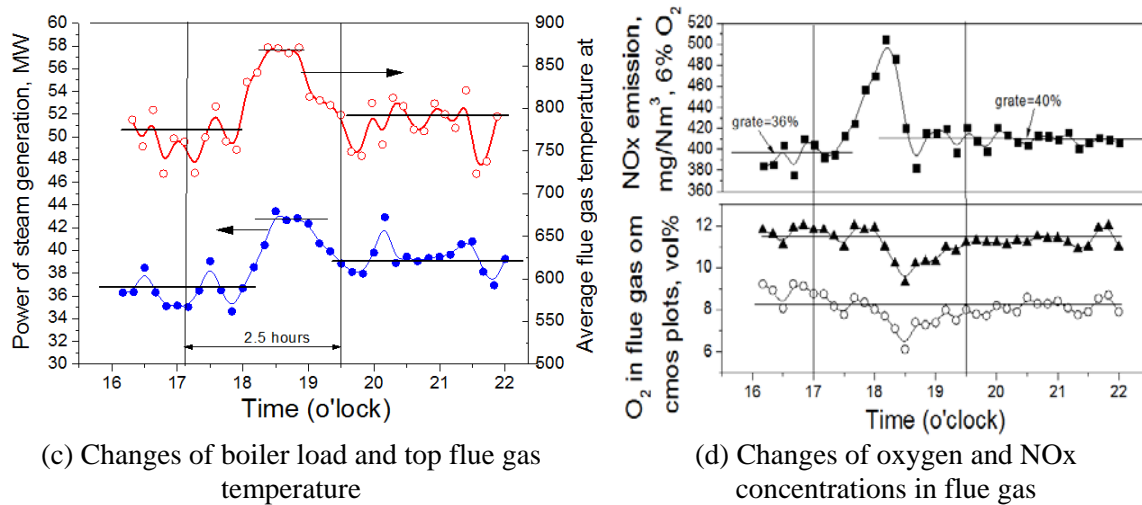 Power of steam generation, MW
60
58
56
54
52
50
48
46
44
42
40
38
36
34
32
30
900
850
800
750
700
650
600
550
500
Average flue gas temperature at
2.5 hours
16 17 18 19 20 21 22
Time (o'lock)
(c) Changes of boiler load and top flue gas
temperature
NOx emission,
mg/Nm3, 6% O2
520
500
480
460
440
420
400
380
360
grate=36%
grate=40%
O2 in flue gas om
cmos plots, vol%
12
10
8
6
16 17 18 19 20 21 22
Time (o'clock)
(d) Changes of oxygen and NOx
concentrations in flue gas